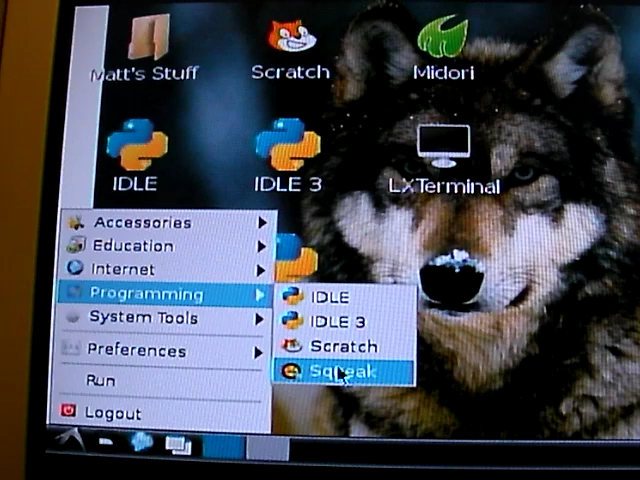 Matt's Stuff
Scratch
Midori
IDLE
IDLE 3
LXTerminal
Accessories
Education
Internet
Programming
System Tools
Preferences
Run
Logout
IDLE
IDLE 3
Scratch
Squeak